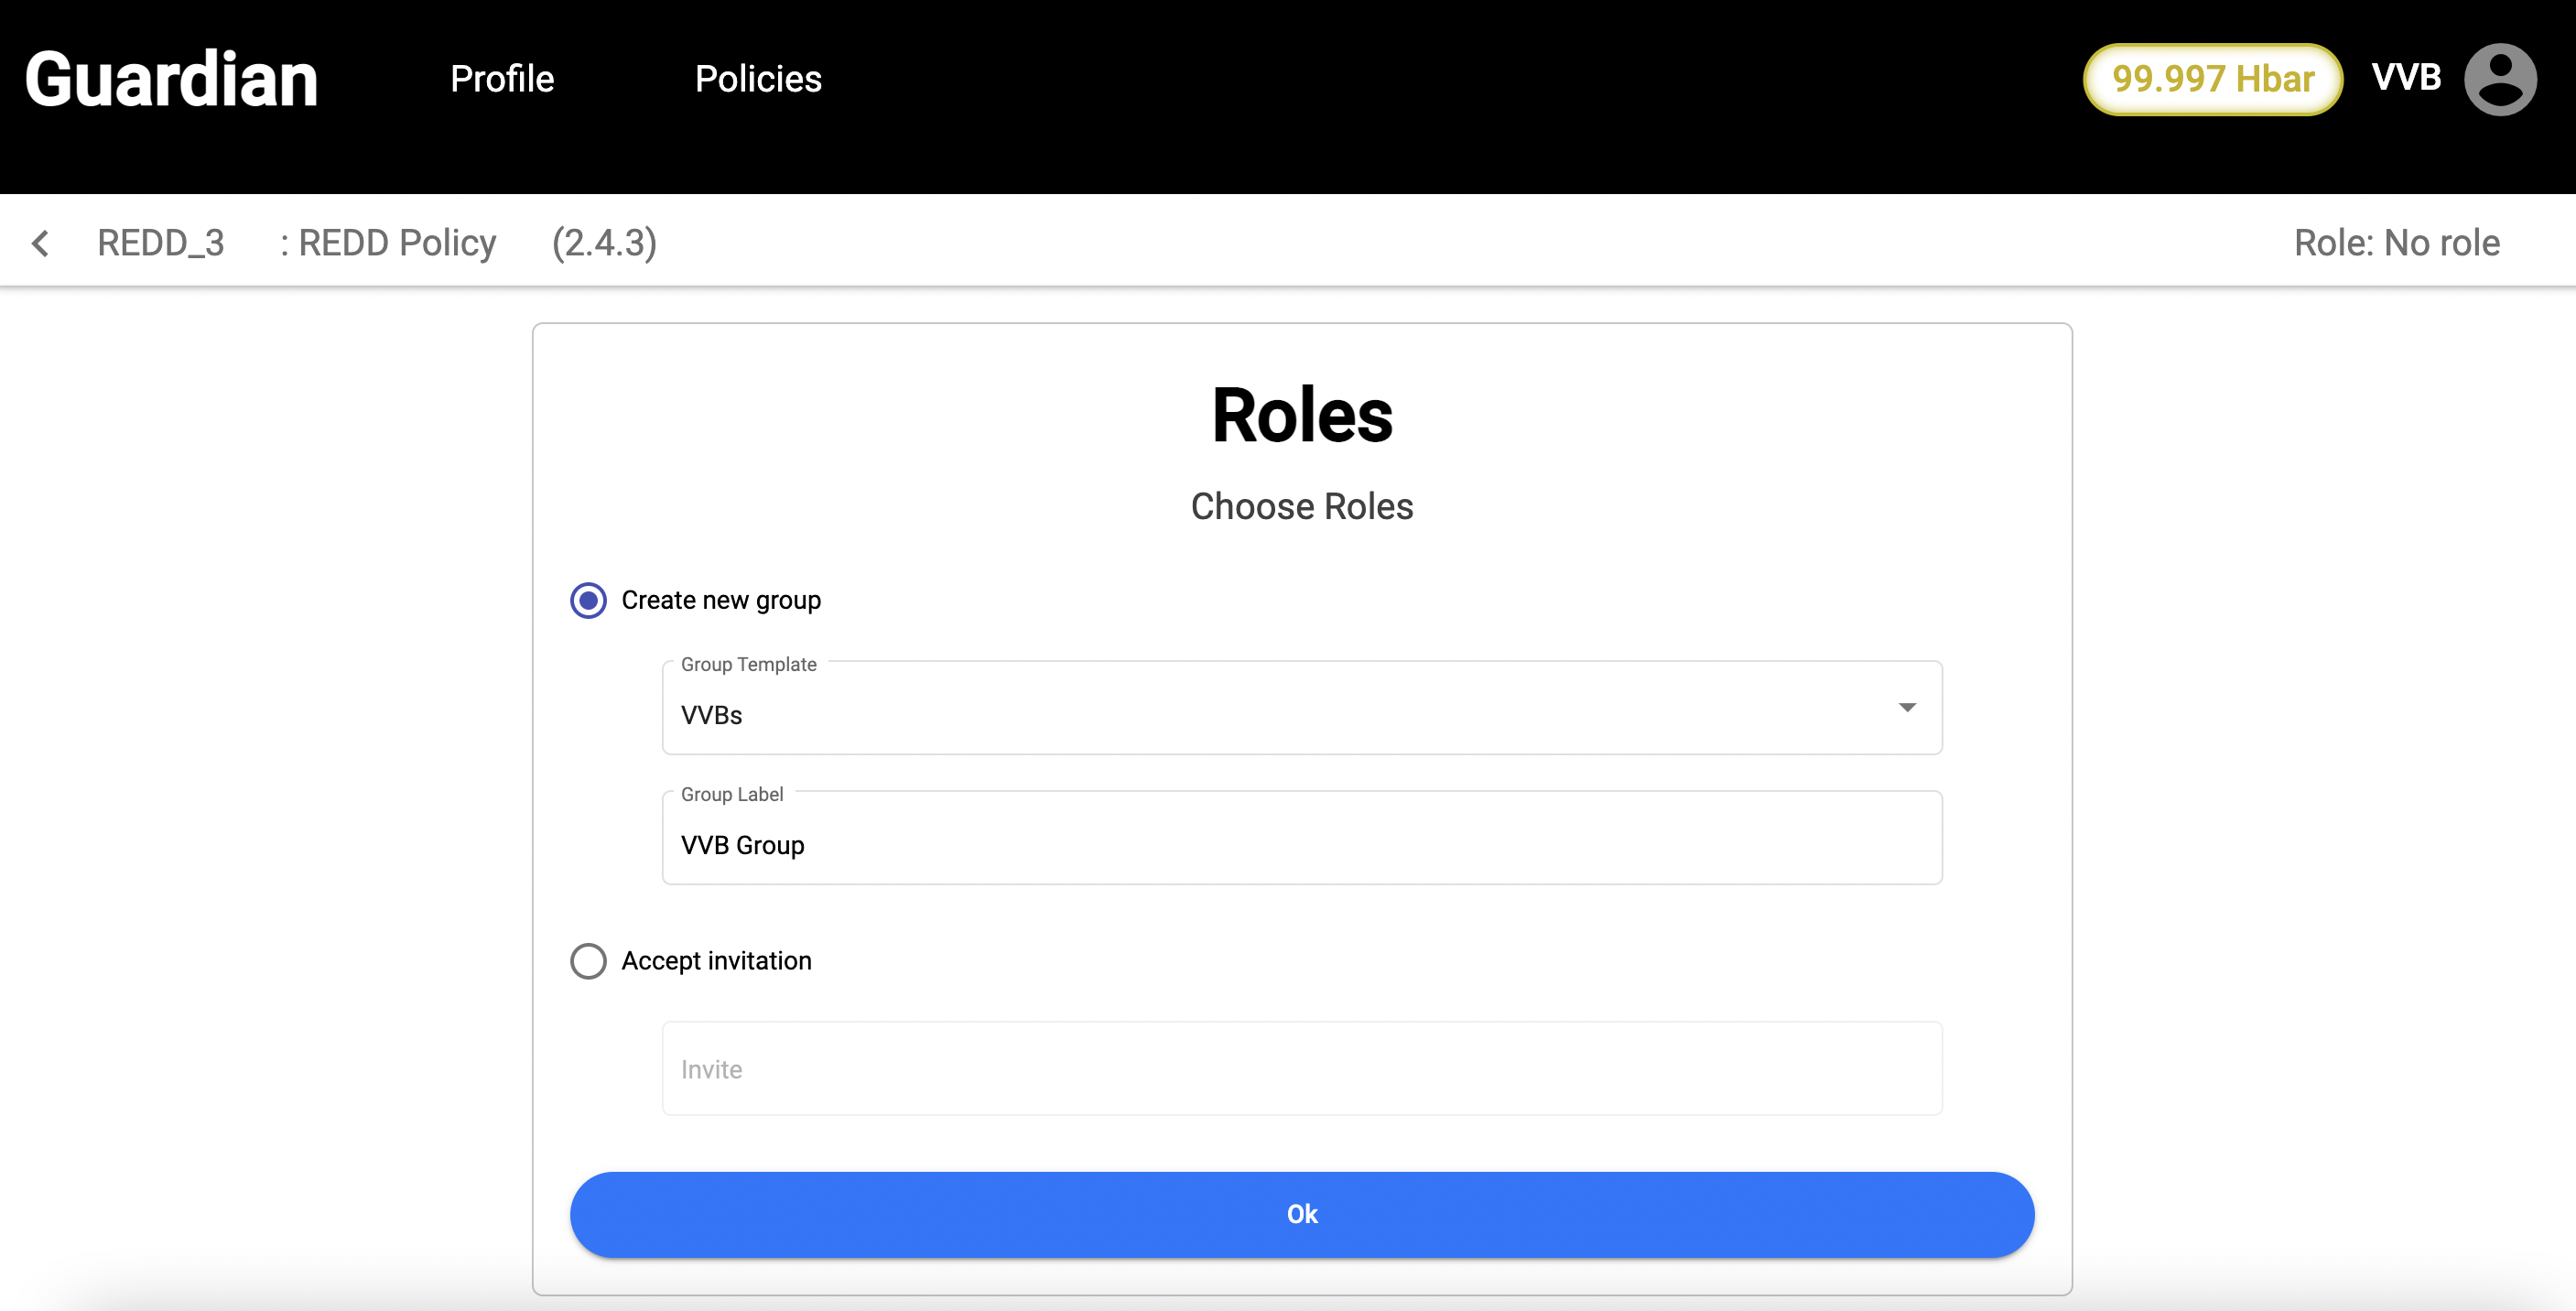 Guardian Profile Policies 99.997 Hbar VVB
REDD_3 : REDD Policy (2.4.3) Role: No role
Roles
Choose Roles
Create new group
Group Template
VVBs
Group Label
VVB Group
Accept invitation
Invite
Ok